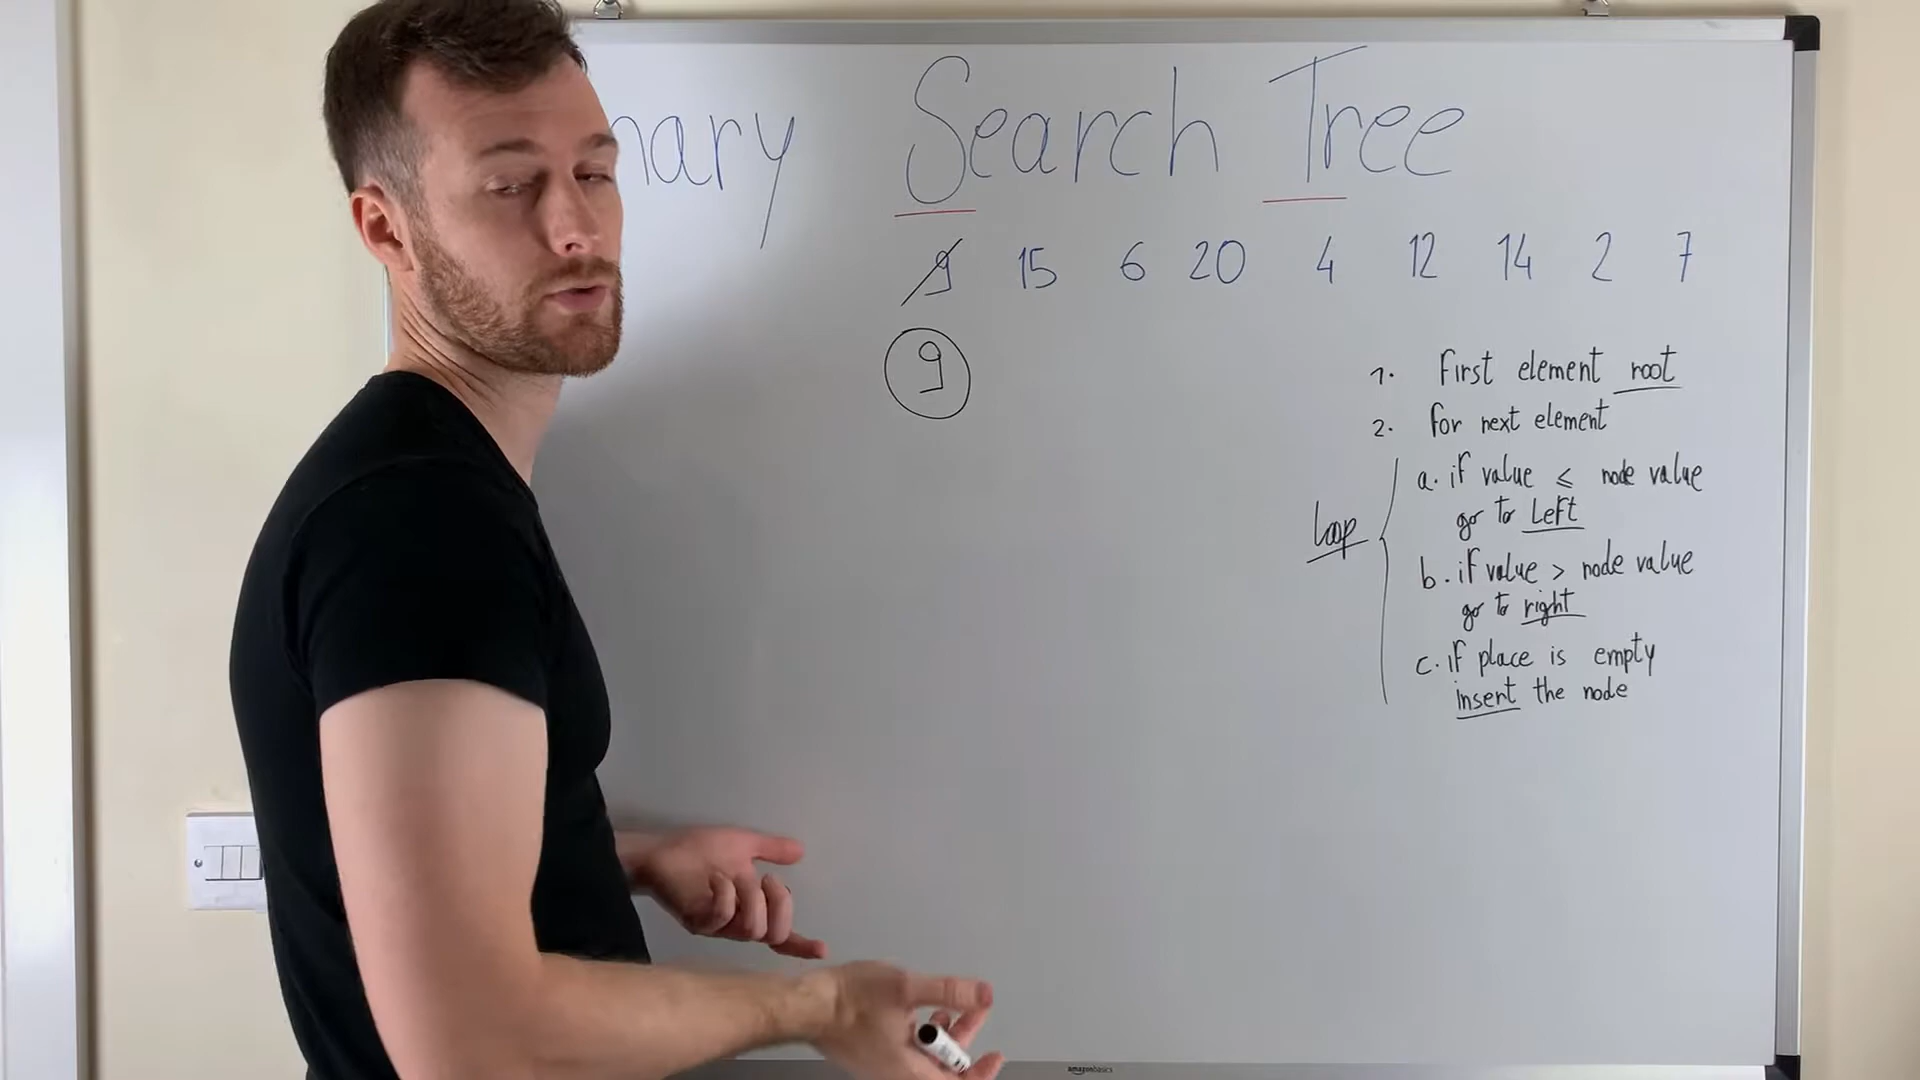 nary Search Tree
9 15 6 20 4 12 14 2 7
9
1. First element root
2. For next element
Loop
a. if value ≤ node value
go to Left
b. if value > node value
go to right
c. if place is empty
insert the node
amazonbasics